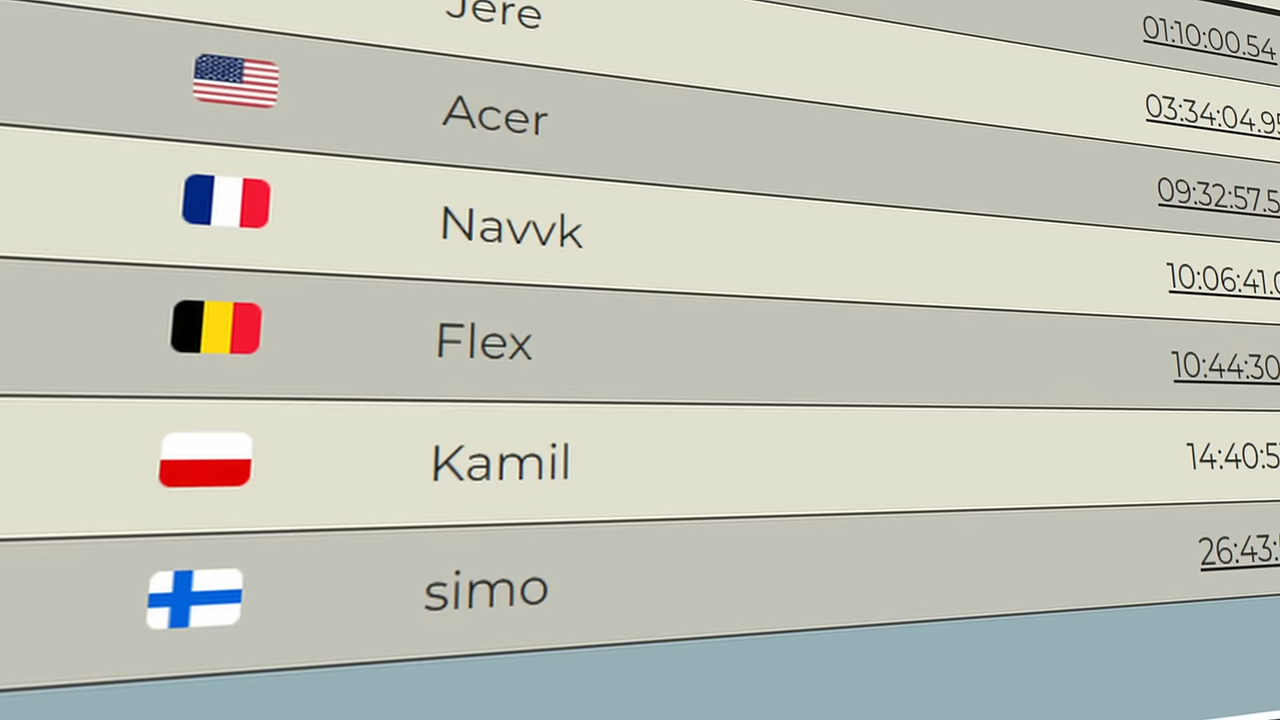 01:10:00.54
Jere 03:34:04.95
Acer 09:32:57.5
Navvk 10:06:41.0
Flex 10:44:30
Kamil 14:40:5
simo 26:43: